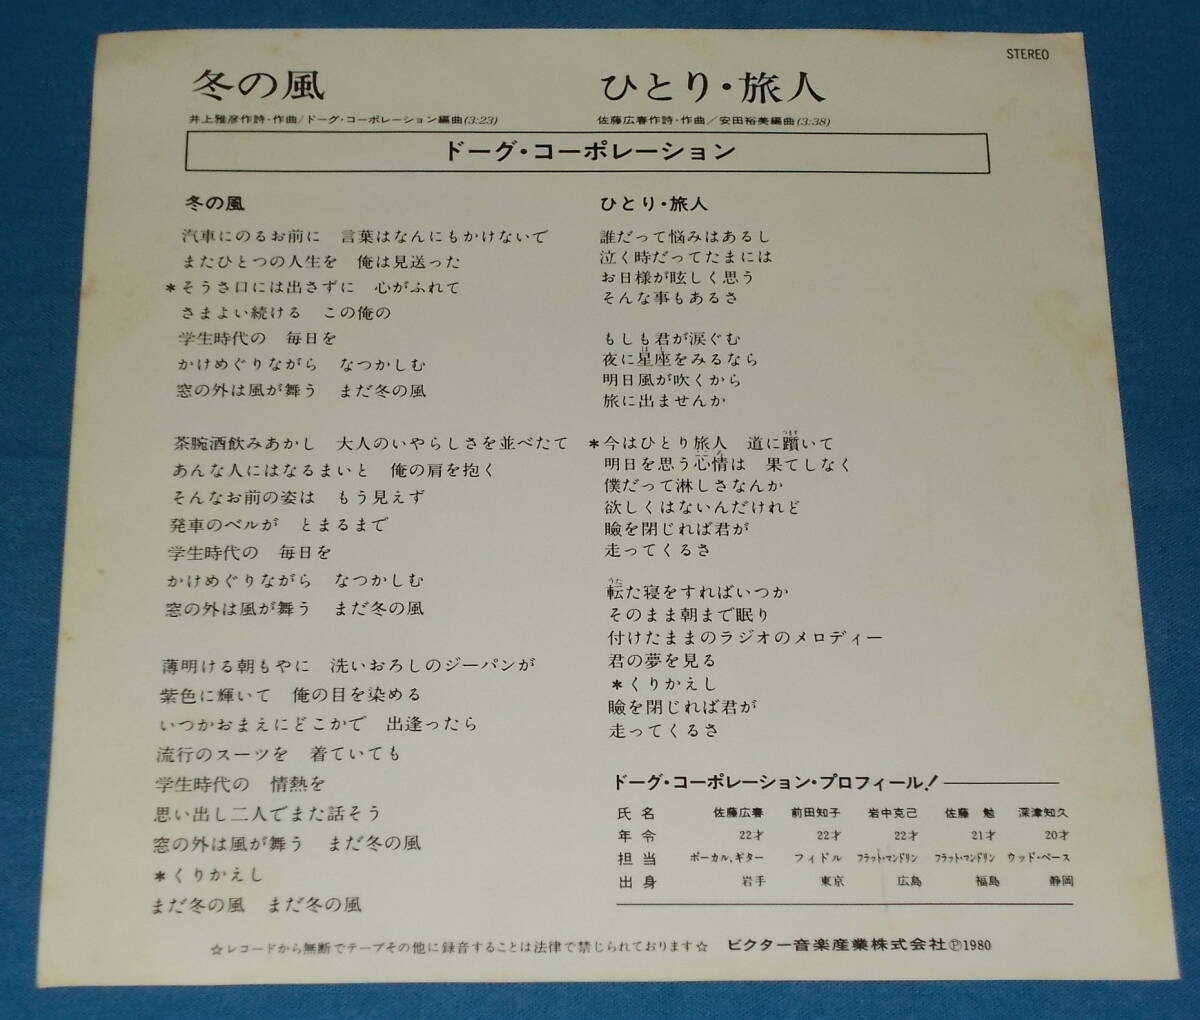 STEREO
冬の風
井上雅彦作詩・作曲/ドーグ・コーポレーション編曲(3:23)
ひとり・旅人
佐藤広春作詩・作曲/安田裕美編曲(3:38)
ドーグ・コーポレーション
冬の風
汽車にのるお前に　言葉はなんにもかけないで
またひとつの人生を　俺は見送った
*そうさ口には出さずに　心がふれて
さまよい続ける　この俺の
学生時代の　毎日を
かけめぐりながら　なつかしむ
窓の外は風が舞う　まだ冬の風
茶腕酒飲みあかし　大人のいやらしさを並べたて
あんな人にはなるまいと　俺の肩を抱く
そんなお前の姿は　もう見えず
発車のベルが　とまるまで
学生時代の　毎日を
かけめぐりながら　なつかしむ
窓の外は風が舞う　まだ冬の風
薄明ける朝もやに　洗いおろしのジーパンが
紫色に輝いて　俺の目を染める
いつかおまえにどこかで　出逢ったら
流行のスーツを　着ていても
学生時代の　情熱を
思い出し二人でまた話そう
窓の外は風が舞う　まだ冬の風
*くりかえし
まだ冬の風　まだ冬の風
ひとり・旅人
誰だって悩みはあるし
泣く時だってたまには
お日様が眩しく思う
そんな事もあるさ
もしも君が涙ぐむ
夜に星座をみるなら
明日風が吹くから
旅に出ませんか
*今はひとり旅人　道に躓いて
明日を思う心情は　果てしなく
僕だって淋しさなんか
欲しくはないんだけれど
瞼を閉じれば君が
走ってくるさ
転た寝をすればいつか
そのまま朝まで眠り
付けたままのラジオのメロディー
君の夢を見る
*くりかえし
瞼を閉じれば君が
走ってくるさ
ドーグ・コーポレーション・プロフィール!
氏名　佐藤広春　前田知子　岩中克己　佐藤　勉　深津知久
年令　22才　22才　22才　21才　20才
担当　ボーカル,ギター　フィドル　フラット・マンドリン　フラット・マンドリン　ウッド・ベース
出身　岩手　東京　広島　福島　静岡
☆レコードから無断でテープその他に録音することは法律で禁じられております☆　ビクター音楽産業株式会社℗1980